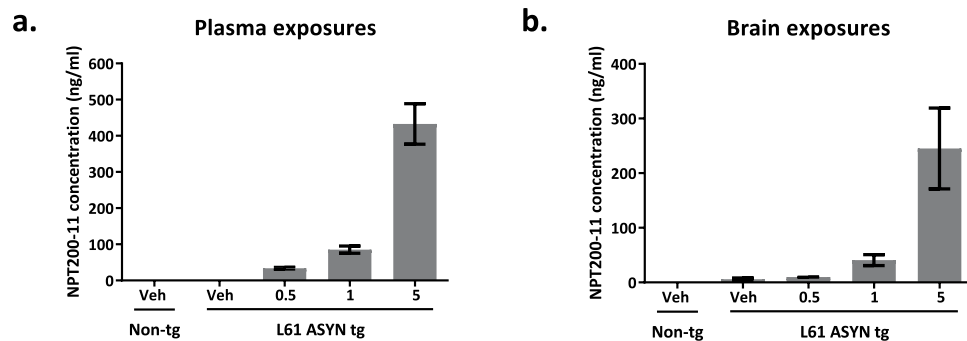 a.
Plasma exposures
NPT200-11 concentration (ng/ml)
600
500
400
300
200
100
0
Veh Veh 0.5 1 5
Non-tg L61 ASYN tg
b.
Brain exposures
NPT200-11 concentration (ng/ml)
400
300
200
100
0
Veh Veh 0.5 1 5
Non-tg L61 ASYN tg